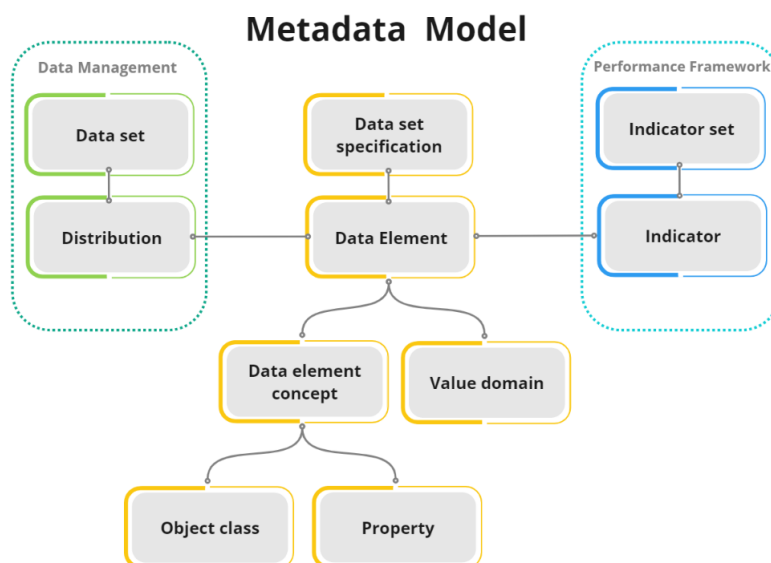 Metadata Model
Data Management
Performance Framework
Data set
Data set
specification
Indicator set
Distribution
Data Element
Indicator
Data element
concept
Value domain
Object class
Property